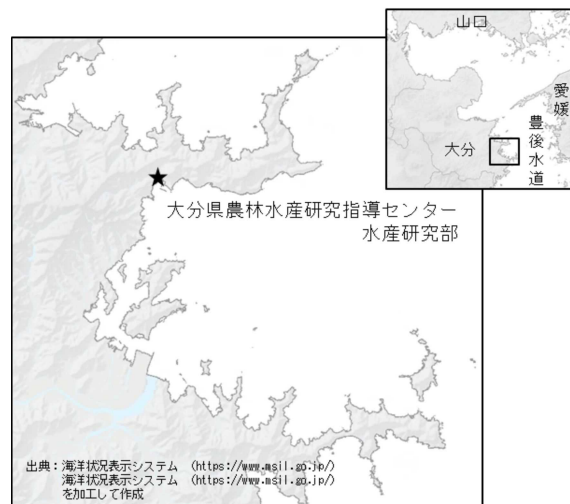 山口
愛媛
豊後水道
大分
大分県農林水産研究指導センター
水産研究部
出典：海洋状況表示システム （https://www.msil.go.jp/）
海洋状況表示システム （https://www.msil.go.jp/）
を加工して作成